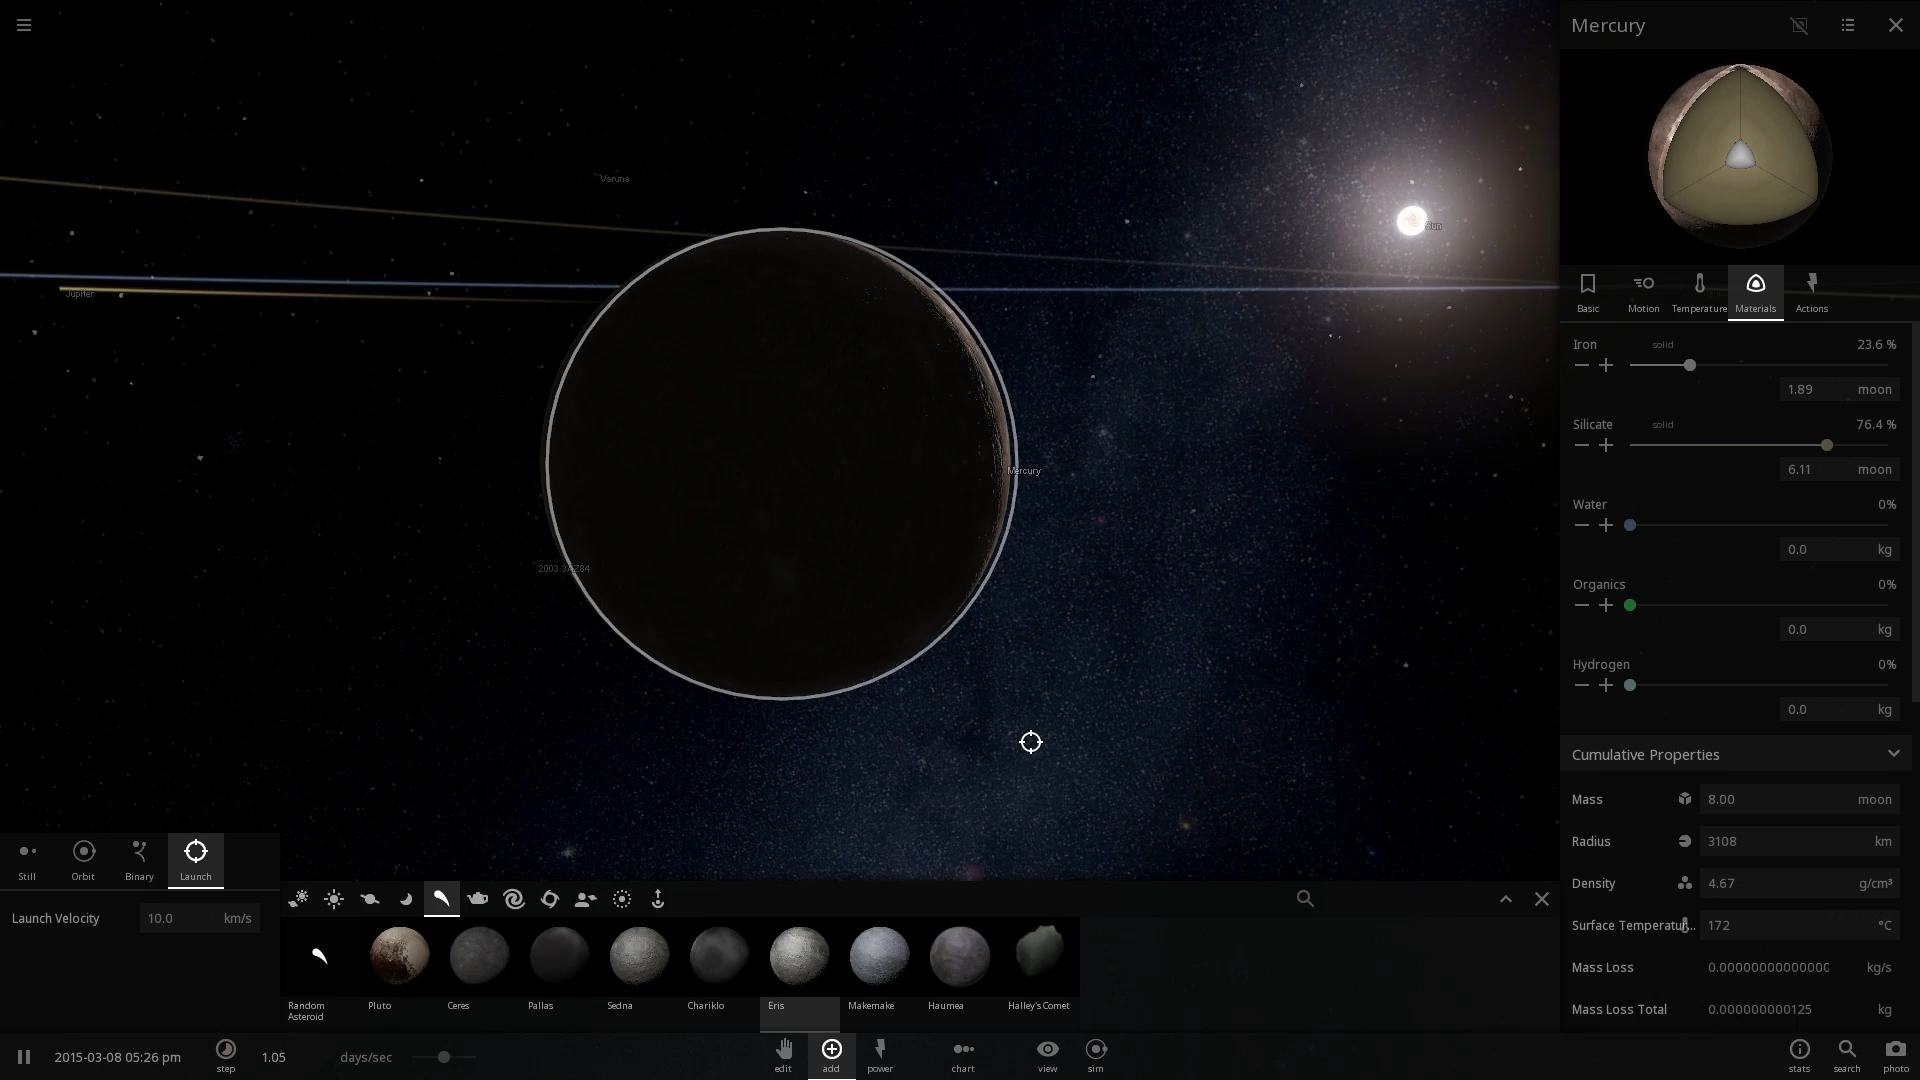 Mercury
Varuna
Sun
Jupiter
Basic
Motion
Temperature
Materials
Actions
Iron
solid
23.6 %
1.89 moon
Silicate
solid
76.4 %
6.11 moon
Mercury
Water
0%
0.0 kg
2003 3AZ84
Organics
0%
0.0 kg
Hydrogen
0%
0.0 kg
Cumulative Properties
Mass
8.00 moon
Radius
3108 km
Density
4.67 g/cm³
Surface Temperatur...
172 °C
Mass Loss
0.00000000000000 kg/s
Mass Loss Total
0.000000000125 kg
Still
Orbit
Binary
Launch
Launch Velocity
10.0 km/s
Random
Asteroid
Pluto
Ceres
Pallas
Sedna
Chariklo
Eris
Makemake
Haumea
Halley's Comet
2015-03-08 05:26 pm
step
1.05
days/sec
edit
add
power
chart
view
sim
stats
search
photo